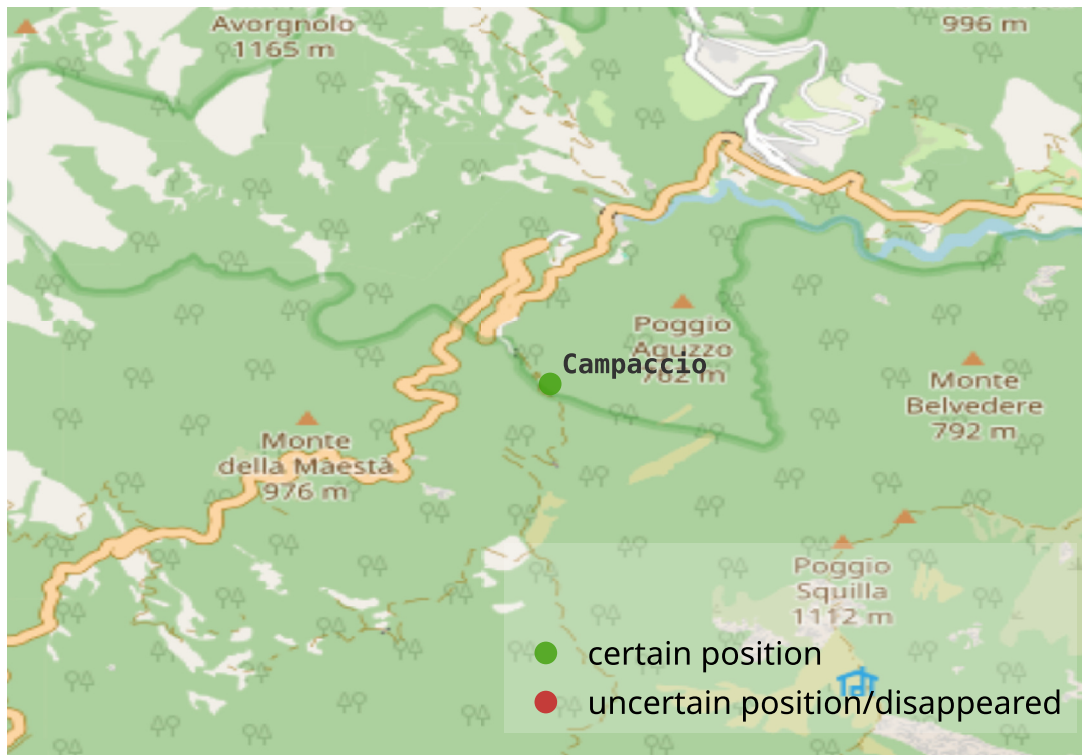 Avorgnolo
1165 m
996 m
Poggio
Aguzzo
762 m
Campaccio
Monte
Belvedere
792 m
Monte
della Maestà
976 m
Poggio
Squilla
1112 m
certain position
uncertain position/disappeared